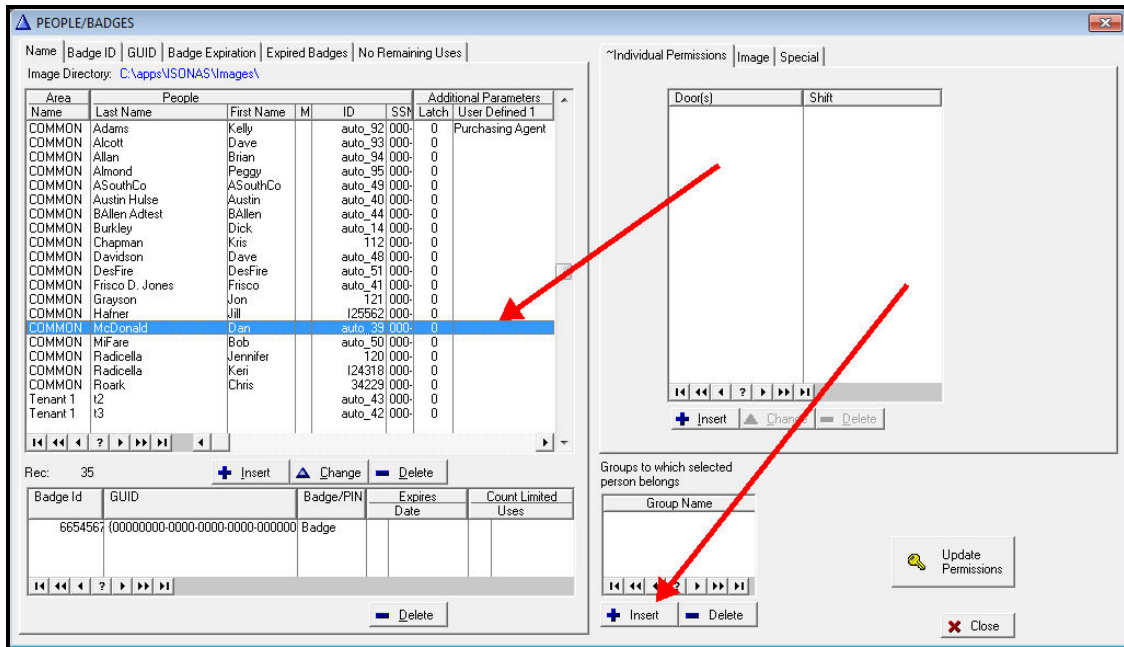 PEOPLE/BADGES
Name Badge ID GUID Badge Expiration Expired Badges No Remaining Uses
Image Directory: C:\apps\ISONAS\Images\
Area People Additional Parameters
Name Last Name First Name M ID SSN Latch User Defined 1
COMMON Adams Kelly auto_92 000- 0 Purchasing Agent
COMMON Alcott Dave auto_93 000- 0
COMMON Allan Brian auto_94 000- 0
COMMON Almond Peggy auto_95 000- 0
COMMON ASouthCo ASouthCo auto_49 000- 0
COMMON Austin Hulse Austin auto_40 000- 0
COMMON BAllen Adtest BAllen auto_44 000- 0
COMMON Burkley Dick auto_14 000- 0
COMMON Chapman Kris 112 000- 0
COMMON Davidson Dave auto_48 000- 0
COMMON DesFire DesFire auto_51 000- 0
COMMON Frisco D. Jones Frisco auto_41 000- 0
COMMON Grayson Jon 121 000- 0
COMMON Hafner Jill I25562 000- 0
COMMON McDonald Dan auto_39 000- 0
COMMON MiFare Bob auto_50 000- 0
COMMON Radicella Jennifer 120 000- 0
COMMON Radicella Keri I24318 000- 0
COMMON Roark Chris 34229 000- 0
Tenant 1 t2 auto_43 000- 0
Tenant 1 t3 auto_42 000- 0
?
Rec: 35 Insert Change Delete
Badge Id GUID Badge/PIN Expires Count Limited
Date Uses
6654567 {00000000-0000-0000-0000-000000 Badge
?
Delete
~Individual Permissions Image Special
Door(s) Shift
?
Insert Change Delete
Groups to which selected
person belongs
Group Name
?
Insert Delete
Update
Permissions
Close